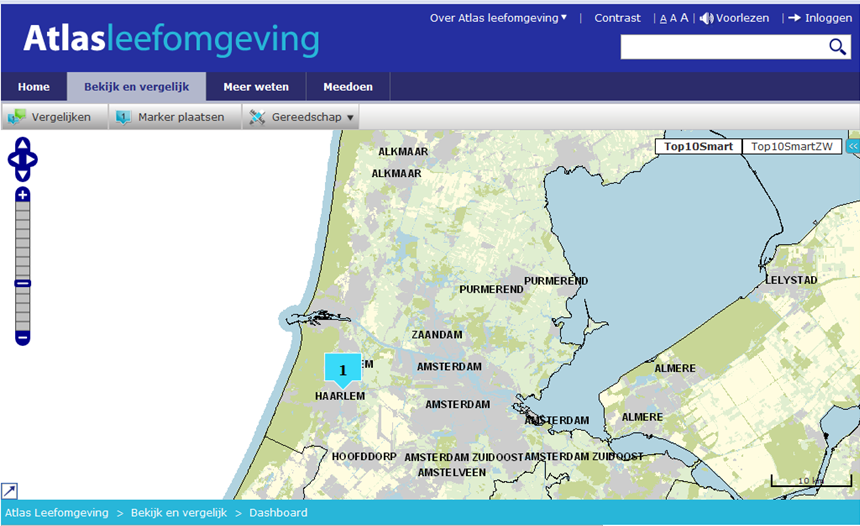 Over Atlas leefomgeving ▼ | Contrast | A A A | Voorlezen | Inloggen
Atlasleefomgeving
Home Bekijk en vergelijk Meer weten Meedoen
Vergelijken 1 Marker plaatsen Gereedschap ▼
Top10Smart Top10SmartZW <<
ALKMAAR
ALKMAAR
PURMEREND
LELYSTAD
PURMEREND
ZAANDAM
1 EM AMSTERDAM ALMERE
HAARLEM
AMSTERDAM
ALMERE
AMSTERDAM
HOOFDDORP AMSTERDAM ZUIDOOST AMSTERDAM ZUIDOOST
AMSTELVEEN
10 km
Atlas Leefomgeving > Bekijk en vergelijk > Dashboard